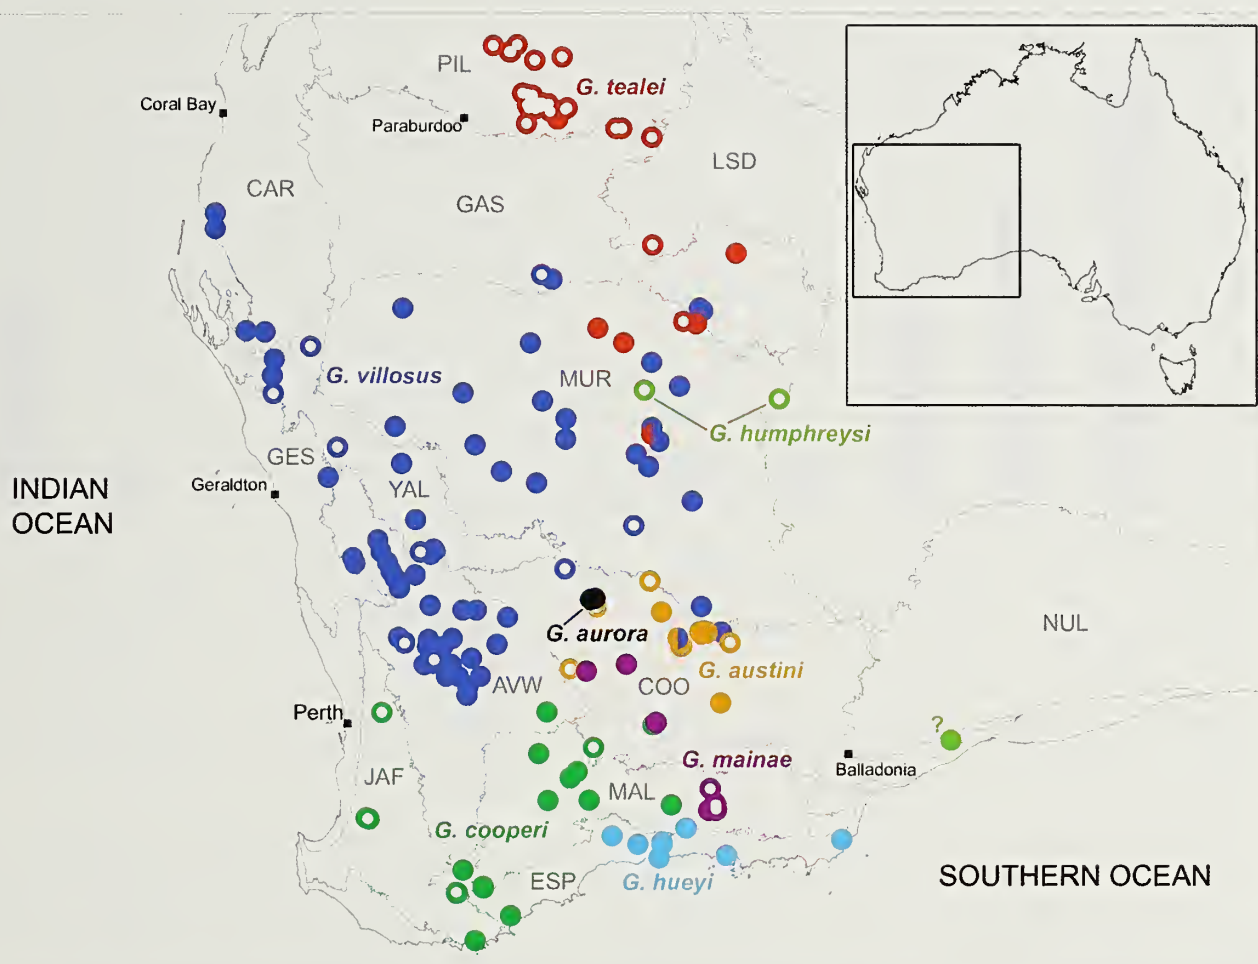 PIL
G. tealei
Coral Bay
Paraburdoo
LSD
CAR
GAS
G. villosus
MUR
G. humphreysi
GES
INDIAN
OCEAN
Geraldton
YAL
NUL
G. aurora
G. austini
AVW
COO
Perth
?
G. mainae
Balladonia
JAF
MAL
G. cooperi
ESP
G. hueyi
SOUTHERN OCEAN